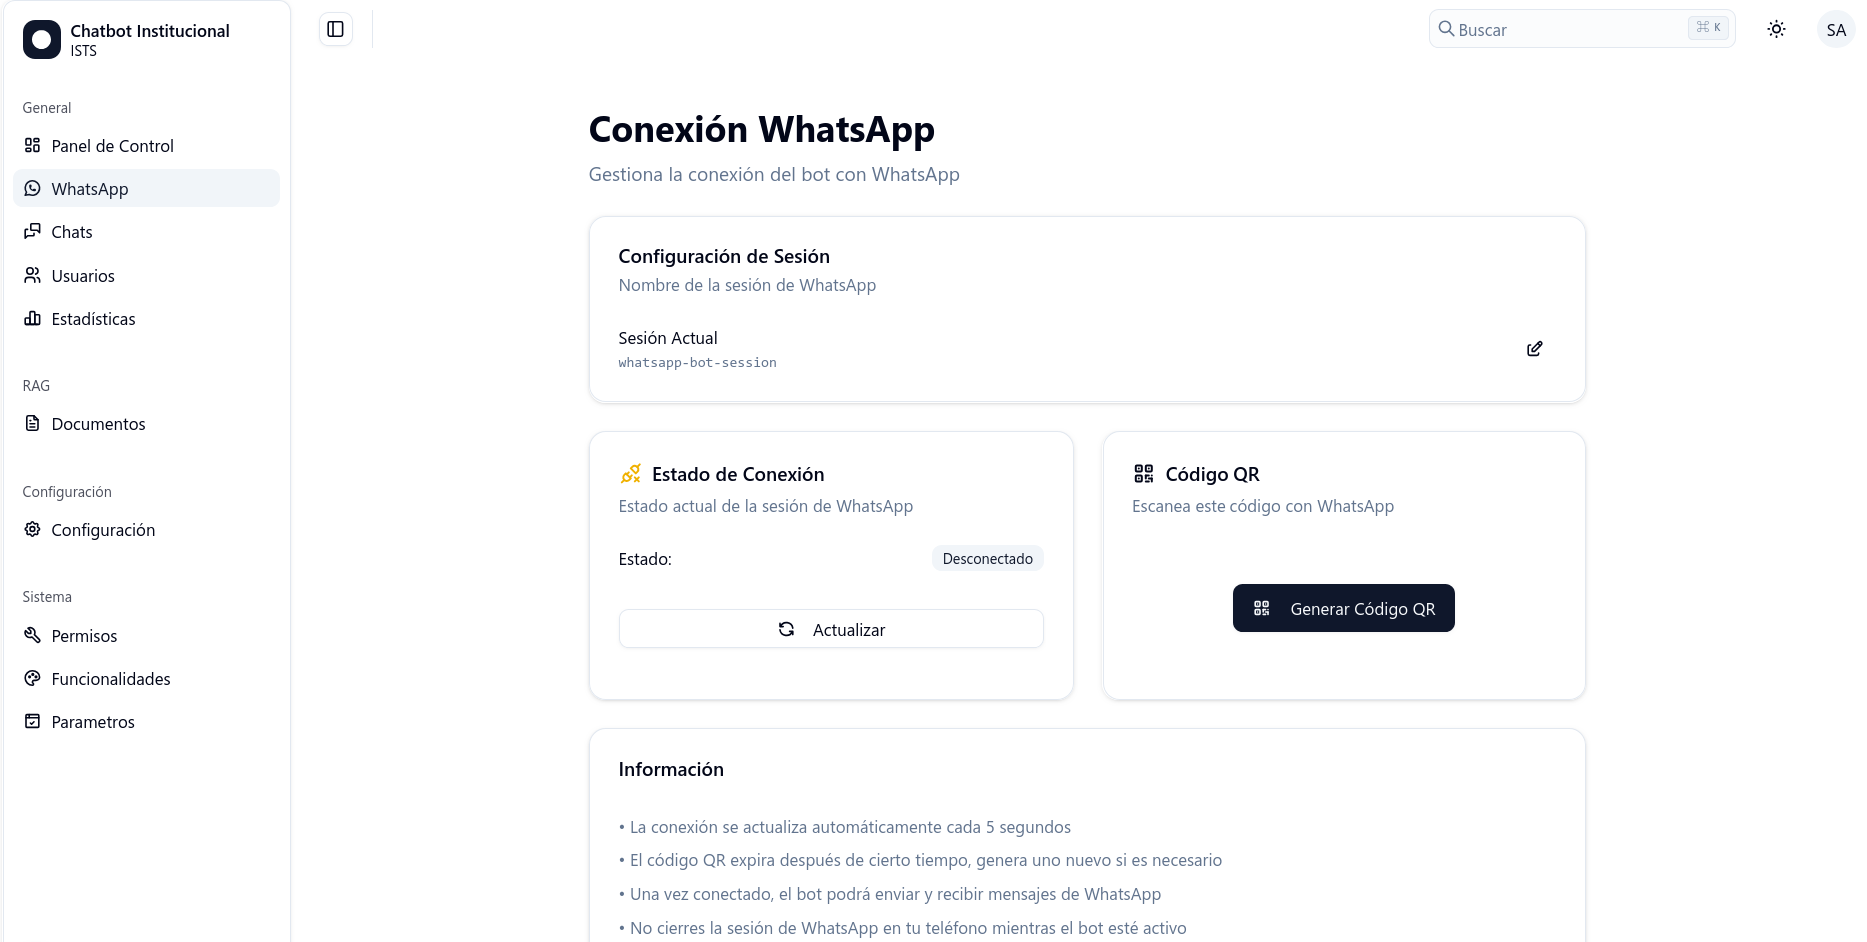 Chatbot Institucional
ISTS
General
Panel de Control
WhatsApp
Chats
Usuarios
Estadísticas
RAG
Documentos
Configuración
Configuración
Sistema
Permisos
Funcionalidades
Parametros
Buscar
⌘ K
SA
Conexión WhatsApp
Gestiona la conexión del bot con WhatsApp
Configuración de Sesión
Nombre de la sesión de WhatsApp
Sesión Actual
whatsapp-bot-session
Estado de Conexión
Estado actual de la sesión de WhatsApp
Estado:
Desconectado
Actualizar
Código QR
Escanea este código con WhatsApp
Generar Código QR
Información
• La conexión se actualiza automáticamente cada 5 segundos
• El código QR expira después de cierto tiempo, genera uno nuevo si es necesario
• Una vez conectado, el bot podrá enviar y recibir mensajes de WhatsApp
• No cierres la sesión de WhatsApp en tu teléfono mientras el bot esté activo